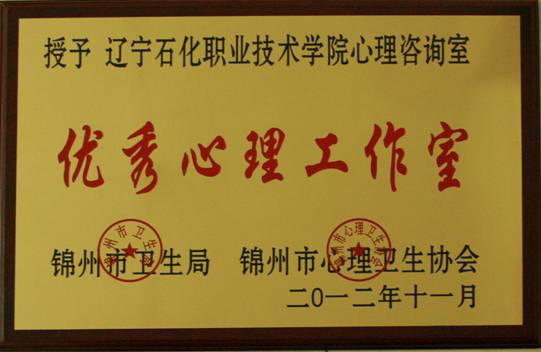 授予 辽宁石化职业技术学院心理咨询室
优秀心理工作室
锦州市卫生局 锦州市心理卫生协会
二〇一二年十一月